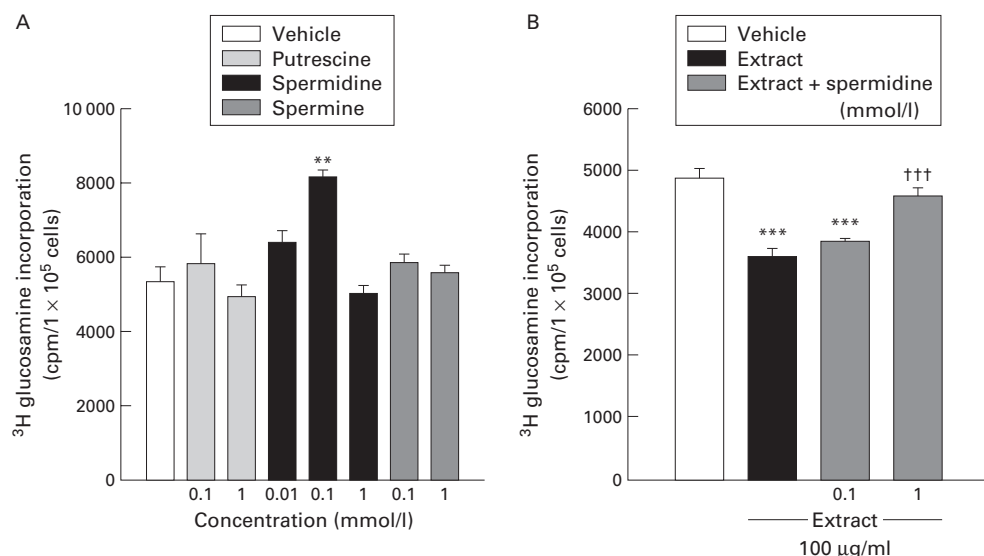 A
Vehicle
Putrescine
Spermidine
Spermine
³H glucosamine incorporation
(cpm/1 × 10⁵ cells)
10 000
8000
6000
4000
2000
0
**
0.1 1 0.01 0.1 1 0.1 1
Concentration (mmol/l)
B
Vehicle
Extract
Extract + spermidine
(mmol/l)
³H glucosamine incorporation
(cpm/1 × 10⁵ cells)
6000
5000
4000
3000
2000
1000
0
***
***
†††
0.1 1
Extract
100 µg/ml